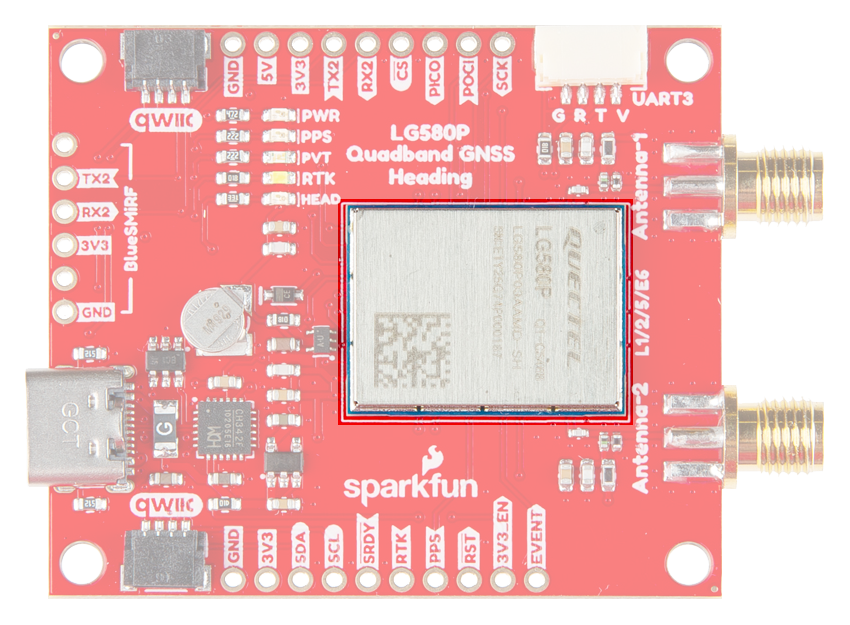 GND
5V
3V3
TX2
RX2
CS
PICO
POCI
SCK
qwiic
UART3
G R T V
PWR
PPS
PVT
RTK
HEAD
LG580P
Quadband GNSS
Heading
Antenna-1
TX2
RX2
3V3
GND
BlueSMiRF
QUECTEL
LG580P
L1/2/5/E6
Antenna-2
GCT
G
sparkfun
qwiic
GND
3V3
SDA
SCL
SRDY
RTK
PPS
RST
3V3_EN
EVENT